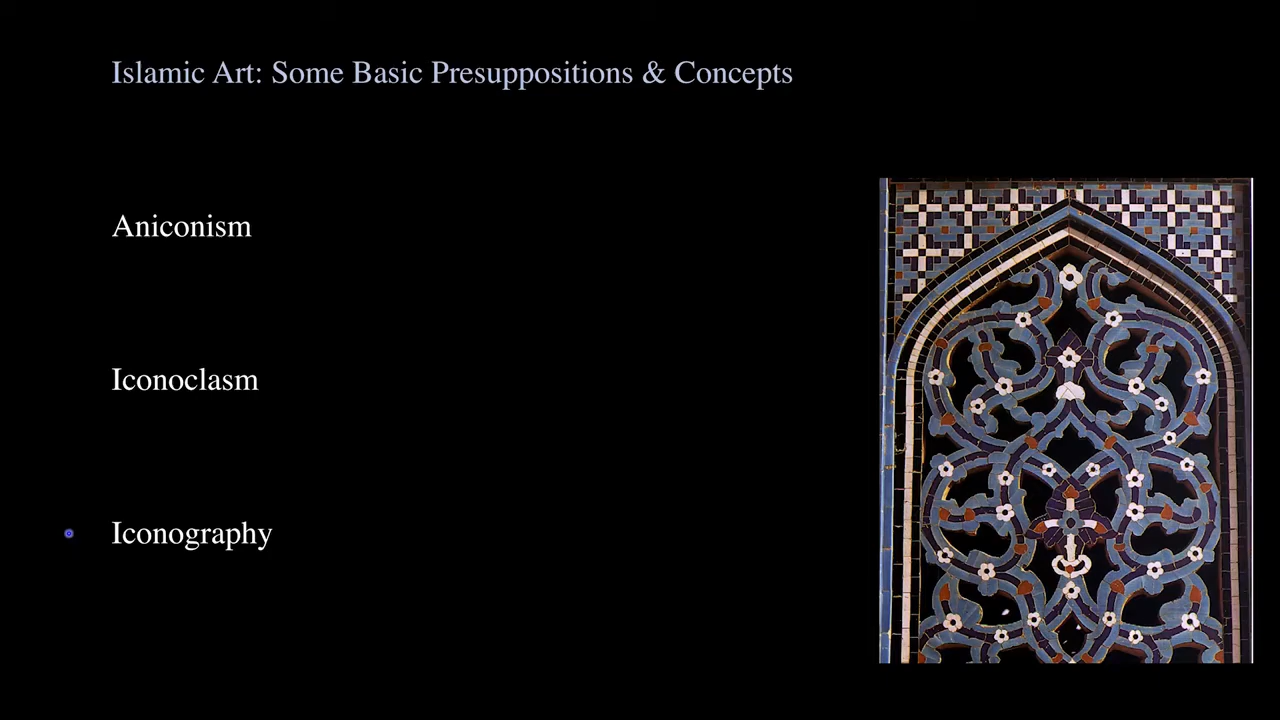 Islamic Art: Some Basic Presuppositions & Concepts
Aniconism
Iconoclasm
Iconography